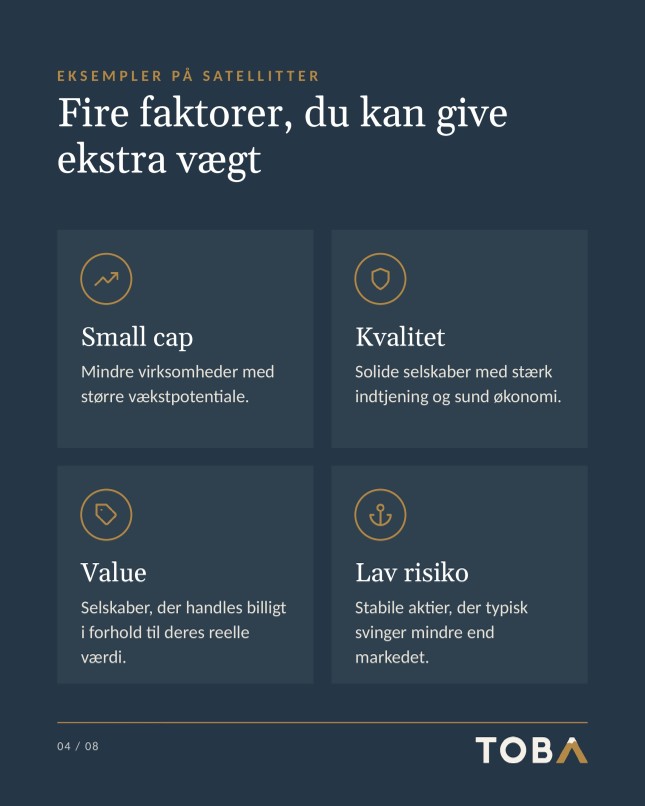 EKSEMPLER PÅ SATELLITTER
Fire faktorer, du kan give
ekstra vægt
Small cap
Mindre virksomheder med
større vækstpotentiale.
Kvalitet
Solide selskaber med stærk
indtjening og sund økonomi.
Value
Selskaber, der handles billigt
i forhold til deres reelle
værdi.
Lav risiko
Stabile aktier, der typisk
svinger mindre end
markedet.
04 / 08
TOBA